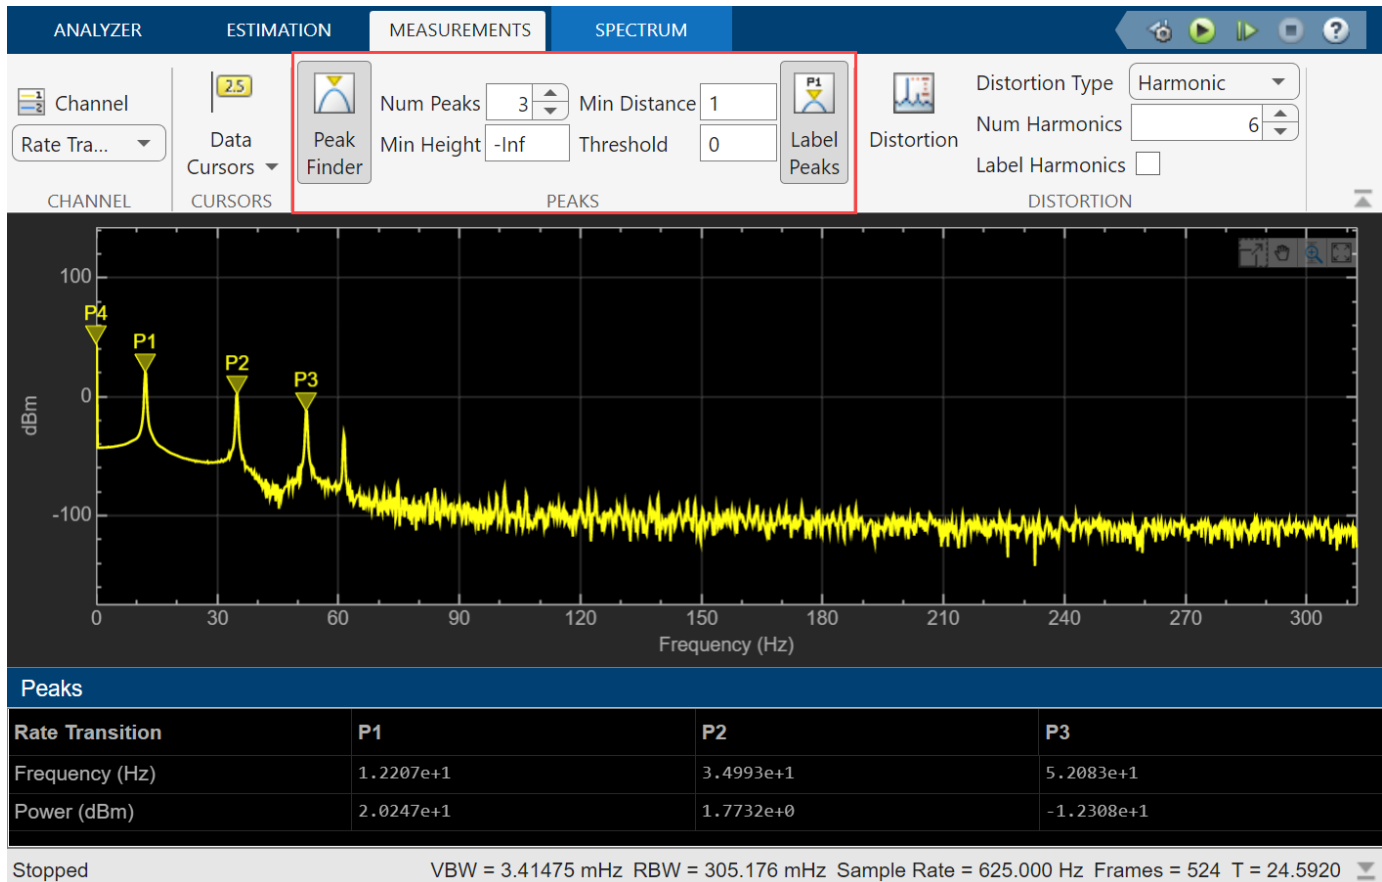 ANALYZER ESTIMATION MEASUREMENTS SPECTRUM ?
Channel
Rate Tra...
CHANNEL
2.5
Data
Cursors
CURSORS
Peak
Finder
Num Peaks 3 Min Distance 1
Min Height -Inf Threshold 0
P1
Label
Peaks
PEAKS
Distortion
Distortion Type Harmonic
Num Harmonics 6
Label Harmonics
DISTORTION
100
0
-100
dBm
P4
P1
P2
P3
0 30 60 90 120 150 180 210 240 270 300
Frequency (Hz)
Peaks
Rate Transition P1 P2 P3
Frequency (Hz) 1.2207e+1 3.4993e+1 5.2083e+1
Power (dBm) 2.0247e+1 1.7732e+0 -1.2308e+1
Stopped VBW = 3.41475 mHz RBW = 305.176 mHz Sample Rate = 625.000 Hz Frames = 524 T = 24.5920